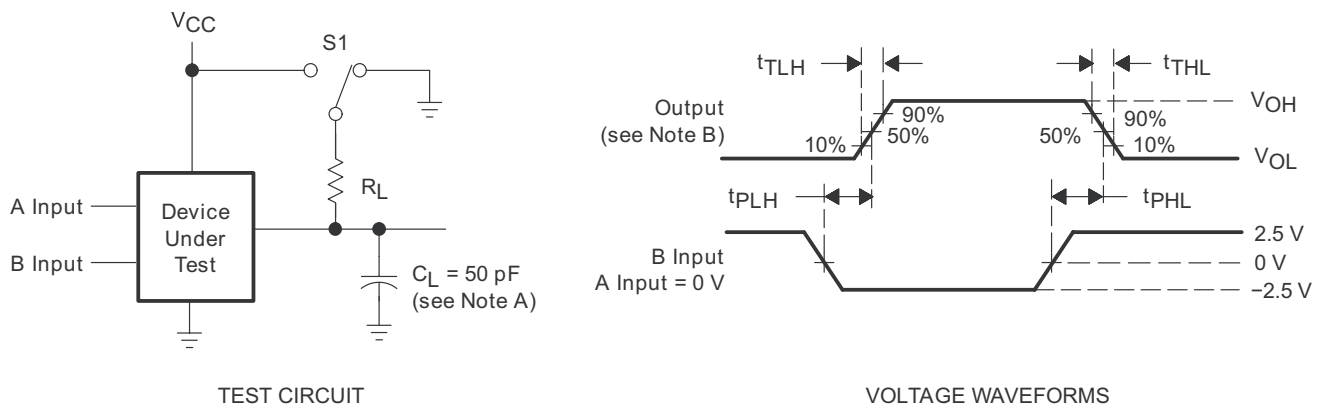 VCC
S1
RL
A Input
B Input
Device
Under
Test
CL = 50 pF
(see Note A)
TEST CIRCUIT
tTLH
tTHL
Output
(see Note B)
VOH
90%
50%
10%
50%
90%
10%
VOL
tPLH
tPHL
B Input
A Input = 0 V
2.5 V
0 V
−2.5 V
VOLTAGE WAVEFORMS